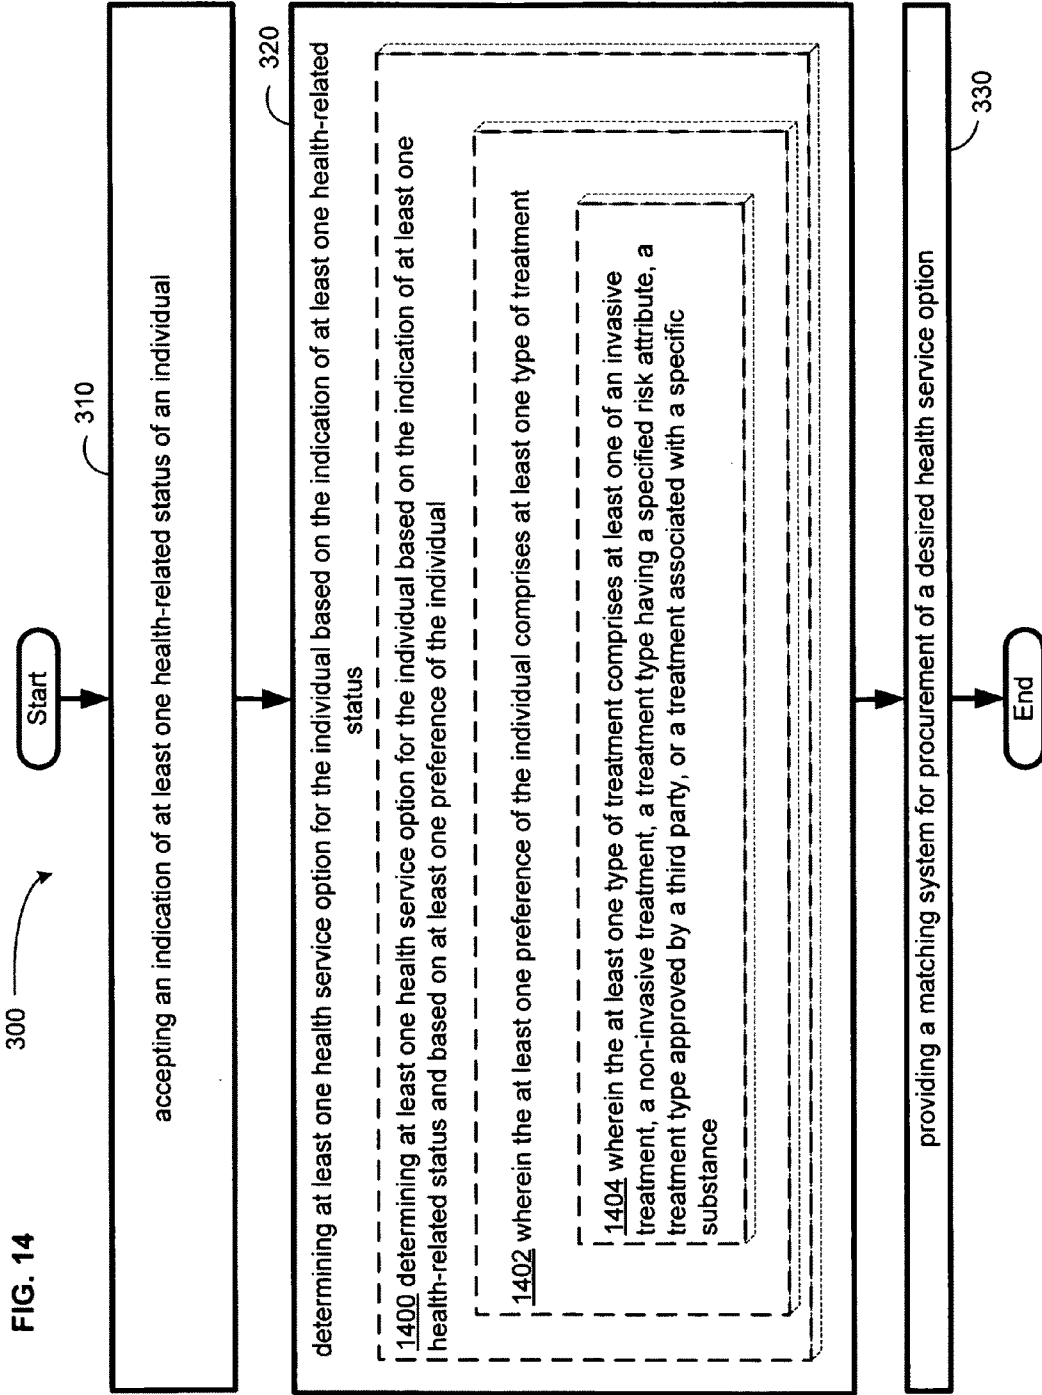 FIG. 14
300
Start
310
accepting an indication of at least one health-related status of an individual
320
determining at least one health service option for the individual based on the indication of at least one health-related
status
1400 determining at least one health service option for the individual based on the indication of at least one
health-related status and based on at least one preference of the individual
1402 wherein the at least one preference of the individual comprises at least one type of treatment
1404 wherein the at least one type of treatment comprises at least one of an invasive
treatment, a non-invasive treatment, a treatment type having a specified risk attribute, a
treatment type approved by a third party, or a treatment associated with a specific
substance
330
providing a matching system for procurement of a desired health service option
End